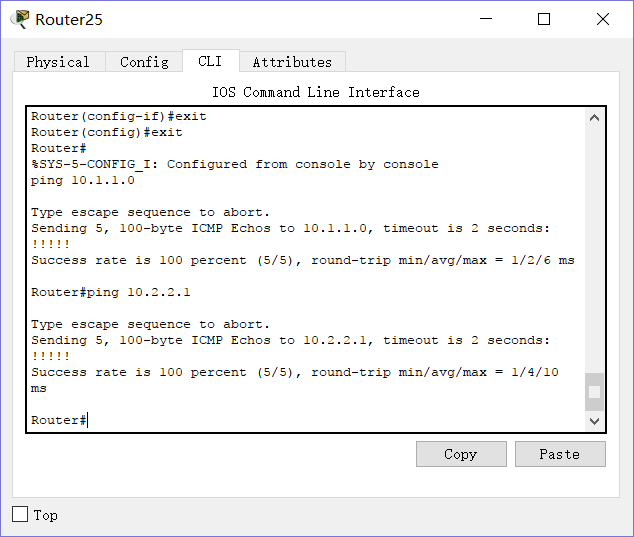 Router25
Physical Config CLI Attributes
IOS Command Line Interface
Router(config-if)#exit
Router(config)#exit
Router#
%SYS-5-CONFIG_I: Configured from console by console
ping 10.1.1.0
Type escape sequence to abort.
Sending 5, 100-byte ICMP Echos to 10.1.1.0, timeout is 2 seconds:
!!!!!
Success rate is 100 percent (5/5), round-trip min/avg/max = 1/2/6 ms
Router#ping 10.2.2.1
Type escape sequence to abort.
Sending 5, 100-byte ICMP Echos to 10.2.2.1, timeout is 2 seconds:
!!!!!
Success rate is 100 percent (5/5), round-trip min/avg/max = 1/4/10
ms
Router#
Copy Paste
Top